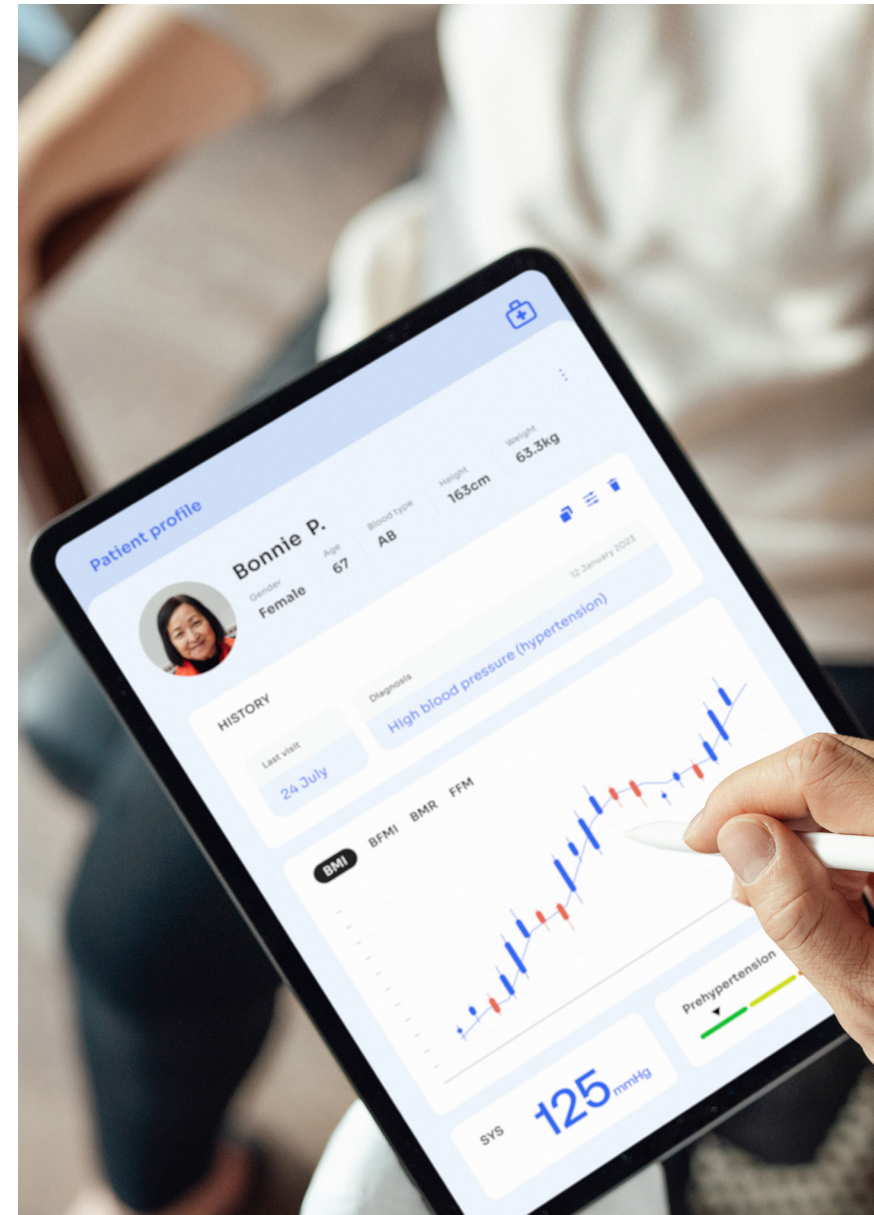 Patient profile
Bonnie P.
Gender Age Blood type Height Weight
Female 67 AB 163cm 63.3kg
HISTORY
Last visit
24 July
Diagnosis 12 January 2023
High blood pressure (hypertension)
BMI BFMI BMR FFM
SYS 125 mmHg
Prehypertension